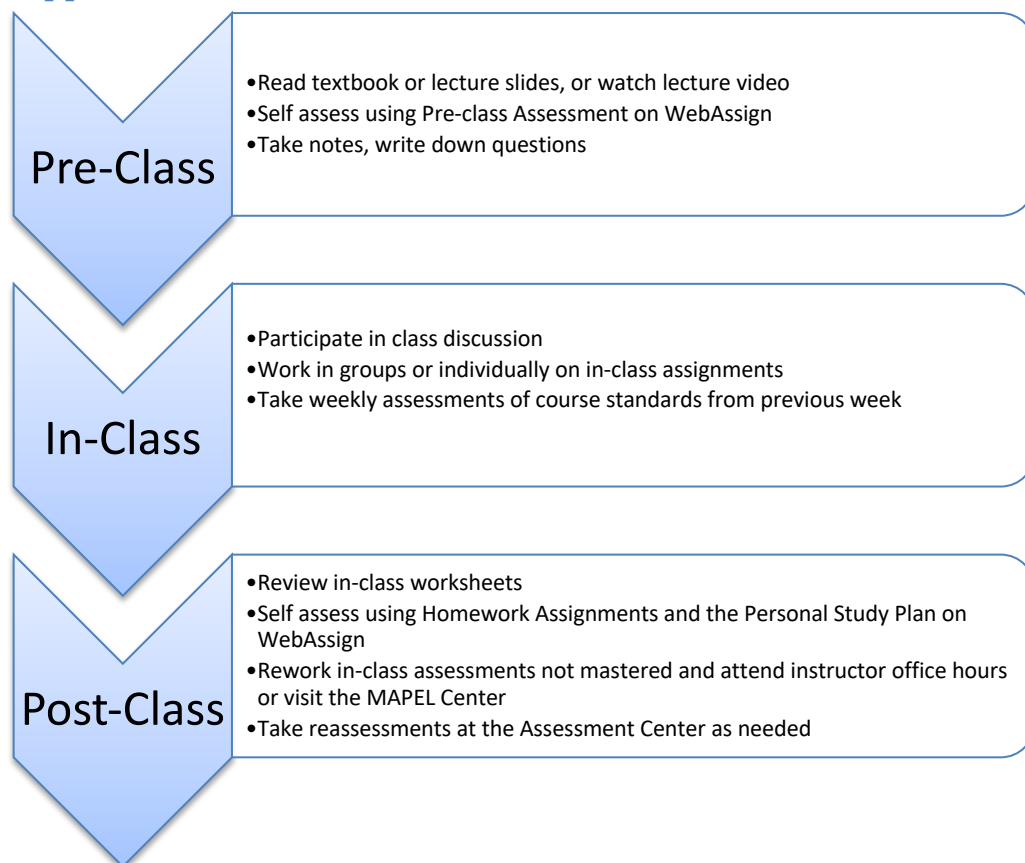 Pre-Class
•Read textbook or lecture slides, or watch lecture video
•Self assess using Pre-class Assessment on WebAssign
•Take notes, write down questions
In-Class
•Participate in class discussion
•Work in groups or individually on in-class assignments
•Take weekly assessments of course standards from previous week
Post-Class
•Review in-class worksheets
•Self assess using Homework Assignments and the Personal Study Plan on
WebAssign
•Rework in-class assessments not mastered and attend instructor office hours
or visit the MAPEL Center
•Take reassessments at the Assessment Center as needed